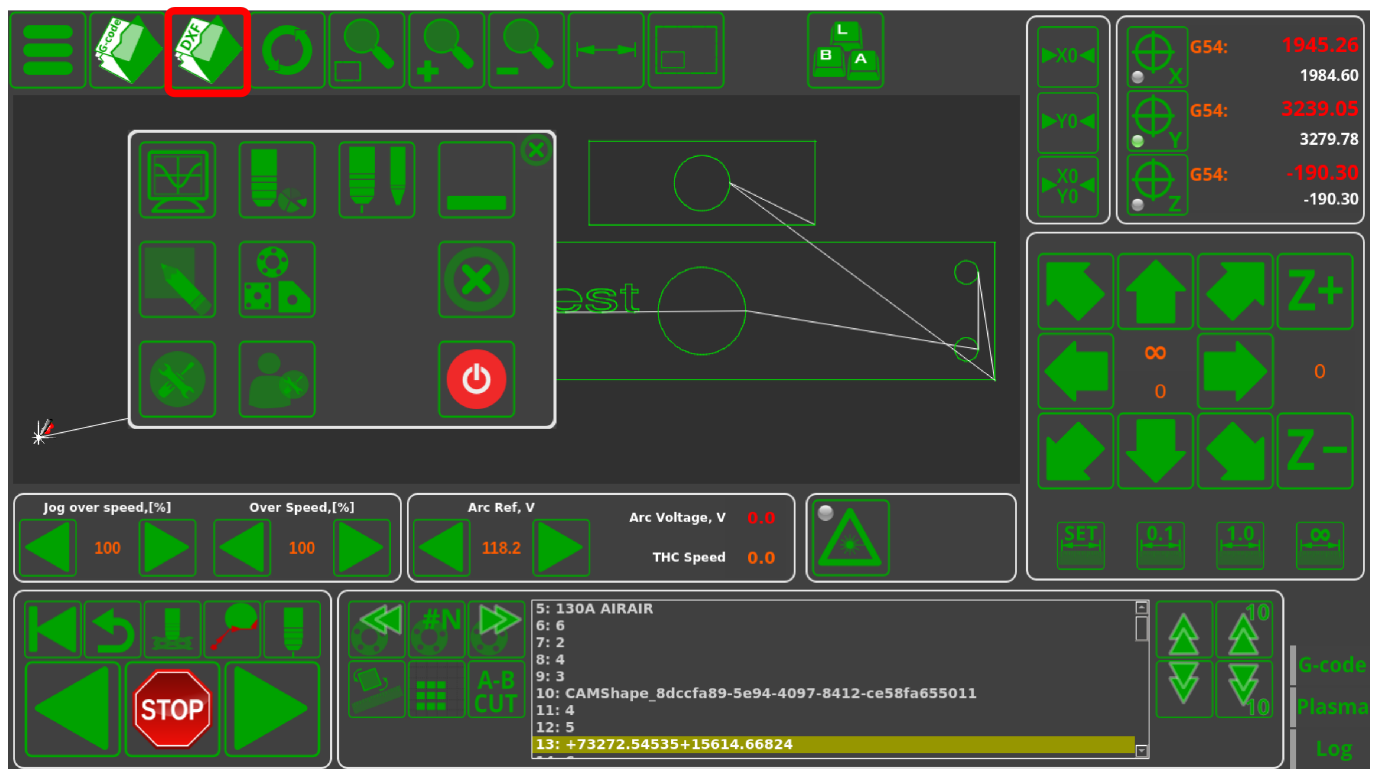 G-code
DXF
L
B A
▶X0◀
▶Y0◀
▶X0◀
Y0
X
G54: 1945.26
1984.60
Y
G54: 3239.05
3279.78
Z
G54: -190.30
-190.30
est
Z+
∞
0
0
Z-
SET
0.1
1.0
∞
Jog over speed,[%]
Over Speed,[%]
100
100
Arc Ref, V
118.2
Arc Voltage, V 0.0
THC Speed 0.0
STOP
#N
A-B
CUT
5: 130A AIRAIR
6: 6
7: 2
8: 4
9: 3
10: CAMShape_8dccfa89-5e94-4097-8412-ce58fa655011
11: 4
12: 5
13: +73272.54535+15614.66824
10
10
G-code
Plasma
Log